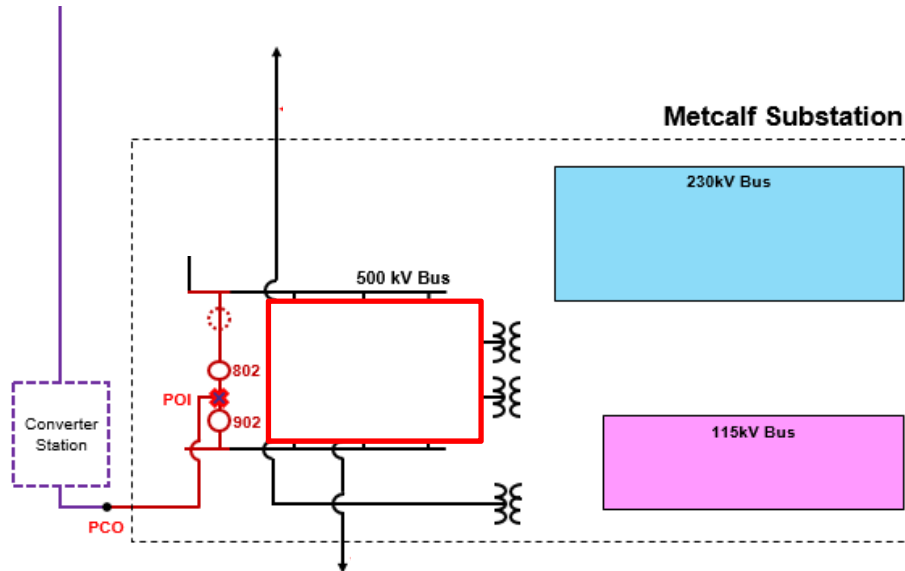 Metcalf Substation
230kV Bus
500 kV Bus
802
POI
902
Converter
Station
115kV Bus
PCO